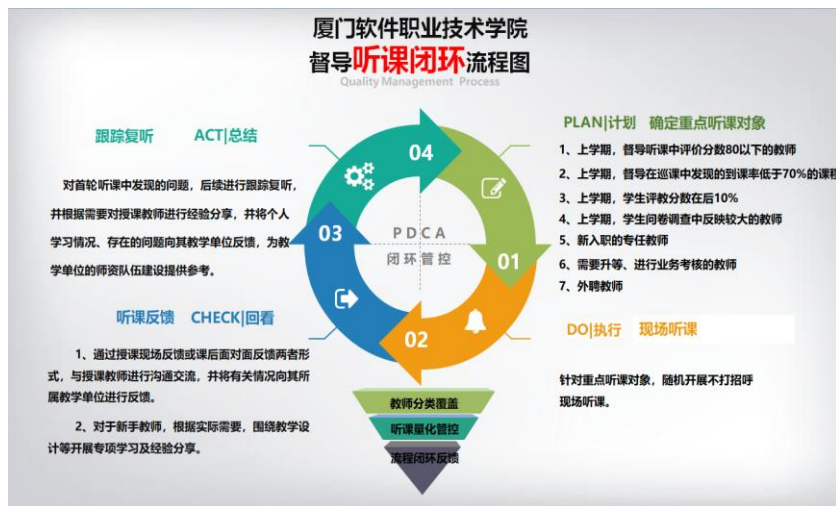 厦门软件职业技术学院
督导听课闭环流程图
Quality Management Process
跟踪复听 ACT|总结
对首轮听课中发现的问题，后续进行跟踪复听，
并根据需要对授课教师进行经验分享，并将个人
学习情况、存在的问题向其教学单位反馈，为教
学单位的师资队伍建设提供参考。
听课反馈 CHECK|回看
1、通过授课现场反馈或课后面对面反馈两者形
式，与授课教师进行沟通交流，并将有关情况向其所
属教学单位进行反馈。
2、对于新手教师，根据实际需要，围绕教学设
计等开展专项学习及经验分享。
04
03
PDCA
闭环管控
01
02
教师分类覆盖
听课量化管控
流程闭环反馈
PLAN|计划 确定重点听课对象
1、上学期，督导听课中评价分数80以下的教师
2、上学期，督导在巡课中发现的到课率低于70%的课程
3、上学期，学生评教分数在后10%
4、上学期，学生问卷调查中反映较大的教师
5、新入职的专任教师
6、需要升等、进行业务考核的教师
7、外聘教师
DO|执行 现场听课
针对重点听课对象，随机开展不打招呼
现场听课。